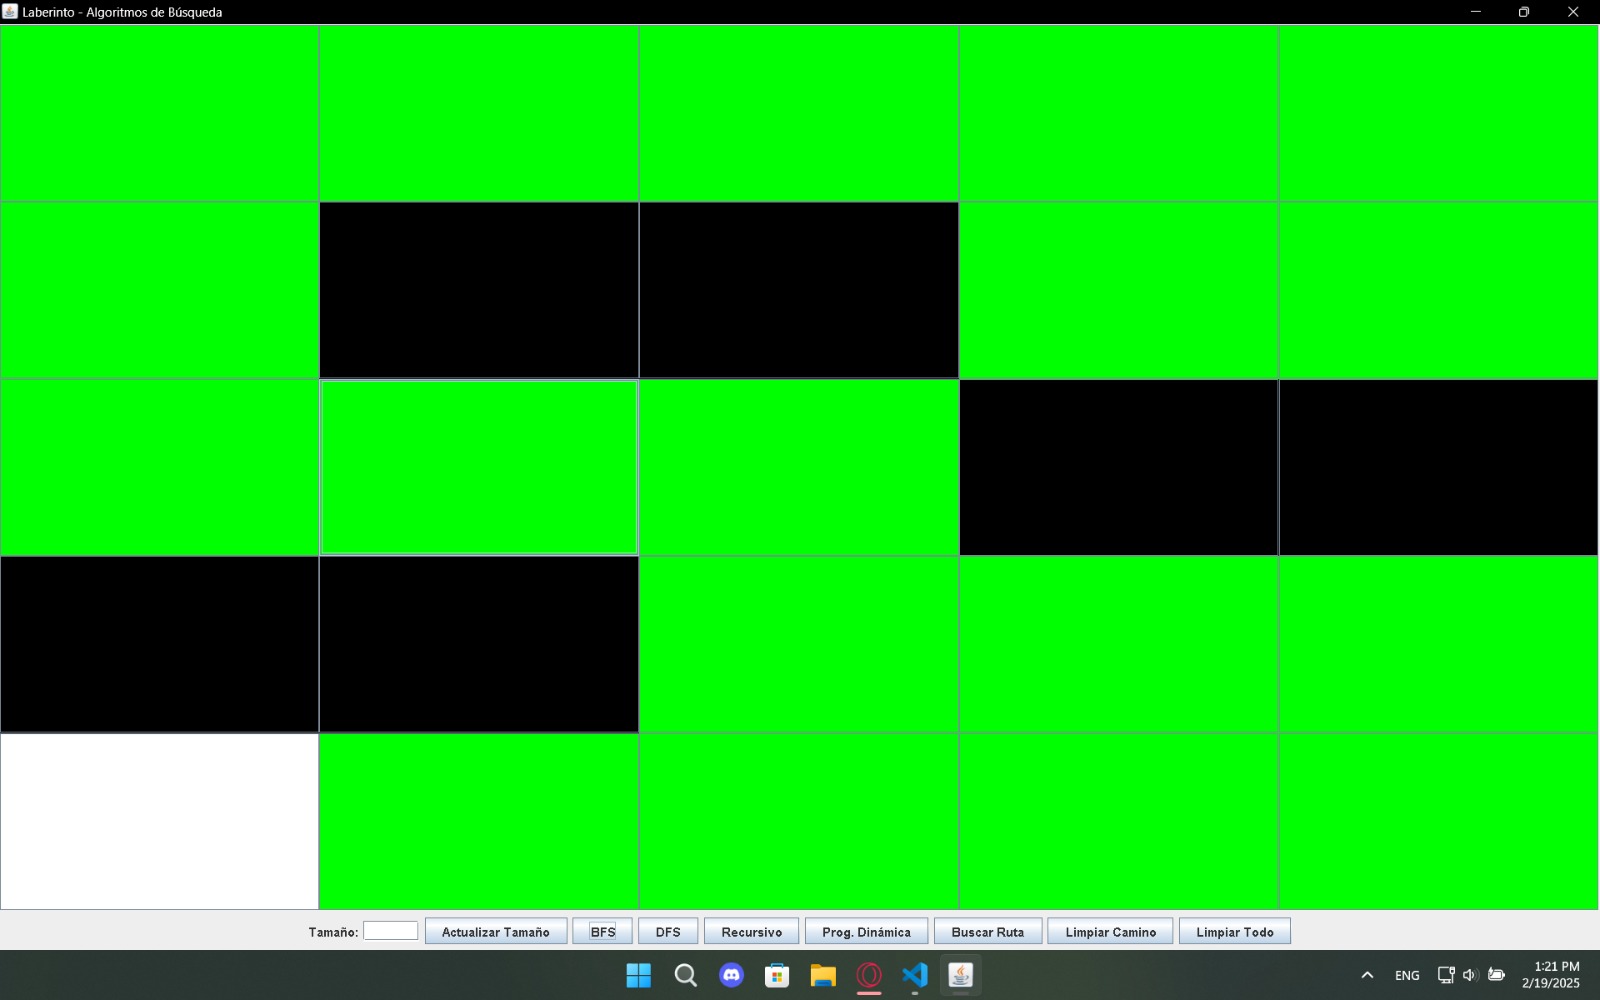 Laberinto - Algoritmos de Búsqueda
Tamaño: Actualizar Tamaño BFS DFS Recursivo Prog. Dinámica Buscar Ruta Limpiar Camino Limpiar Todo
ENG
1:21 PM
2/19/2025